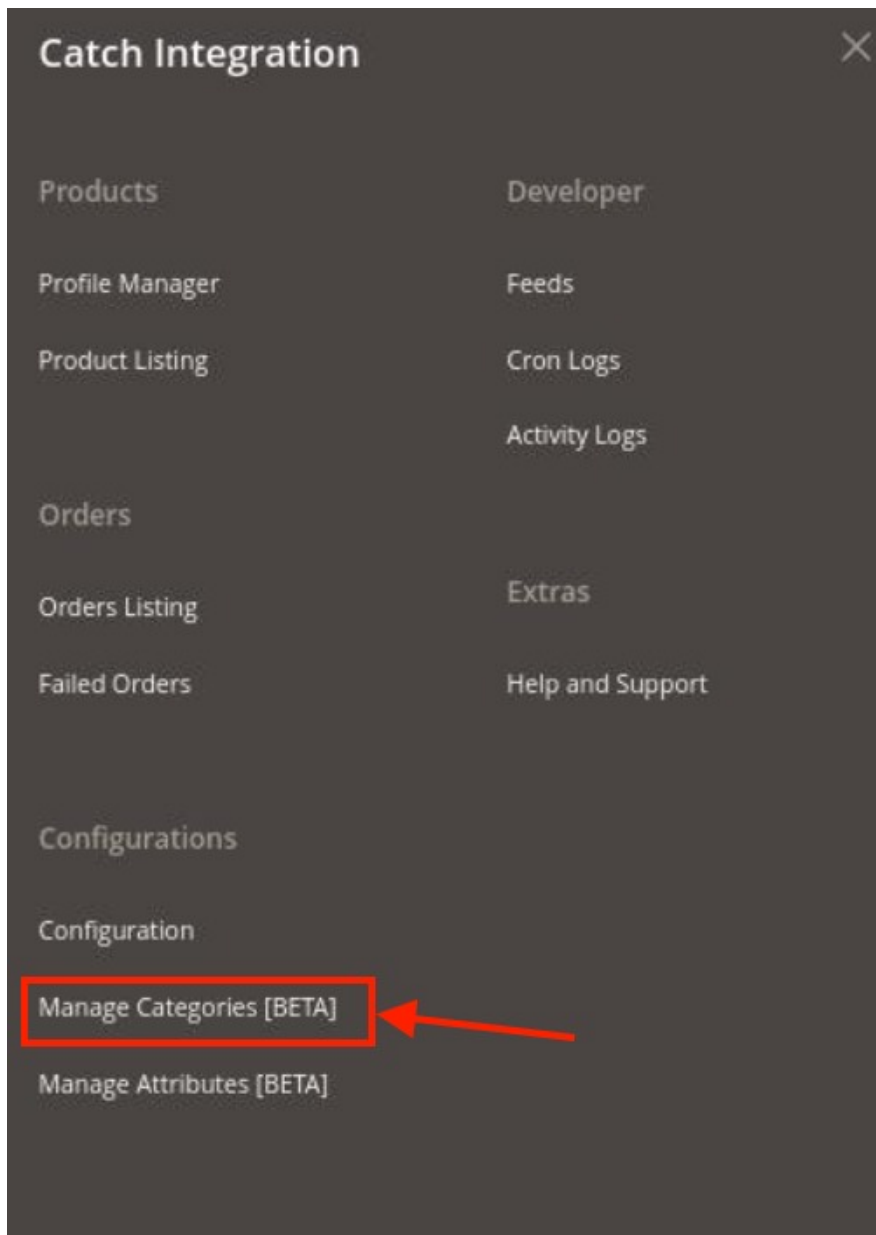 Catch Integration
Products
Profile Manager
Product Listing
Orders
Orders Listing
Failed Orders
Configurations
Configuration
Manage Categories [BETA]
Manage Attributes [BETA]
Developer
Feeds
Cron Logs
Activity Logs
Extras
Help and Support